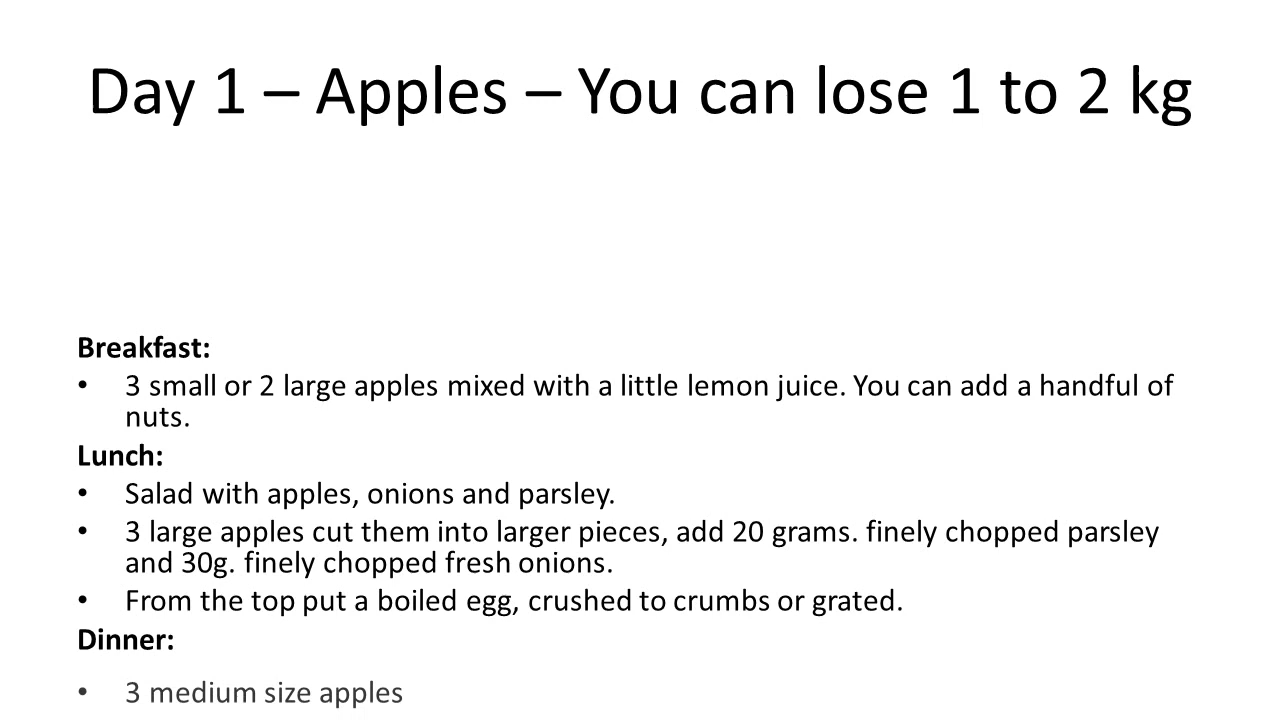 Day 1 – Apples – You can lose 1 to 2 kg
Breakfast:
• 3 small or 2 large apples mixed with a little lemon juice. You can add a handful of
nuts.
Lunch:
• Salad with apples, onions and parsley.
• 3 large apples cut them into larger pieces, add 20 grams. finely chopped parsley
and 30g. finely chopped fresh onions.
• From the top put a boiled egg, crushed to crumbs or grated.
Dinner:
• 3 medium size apples